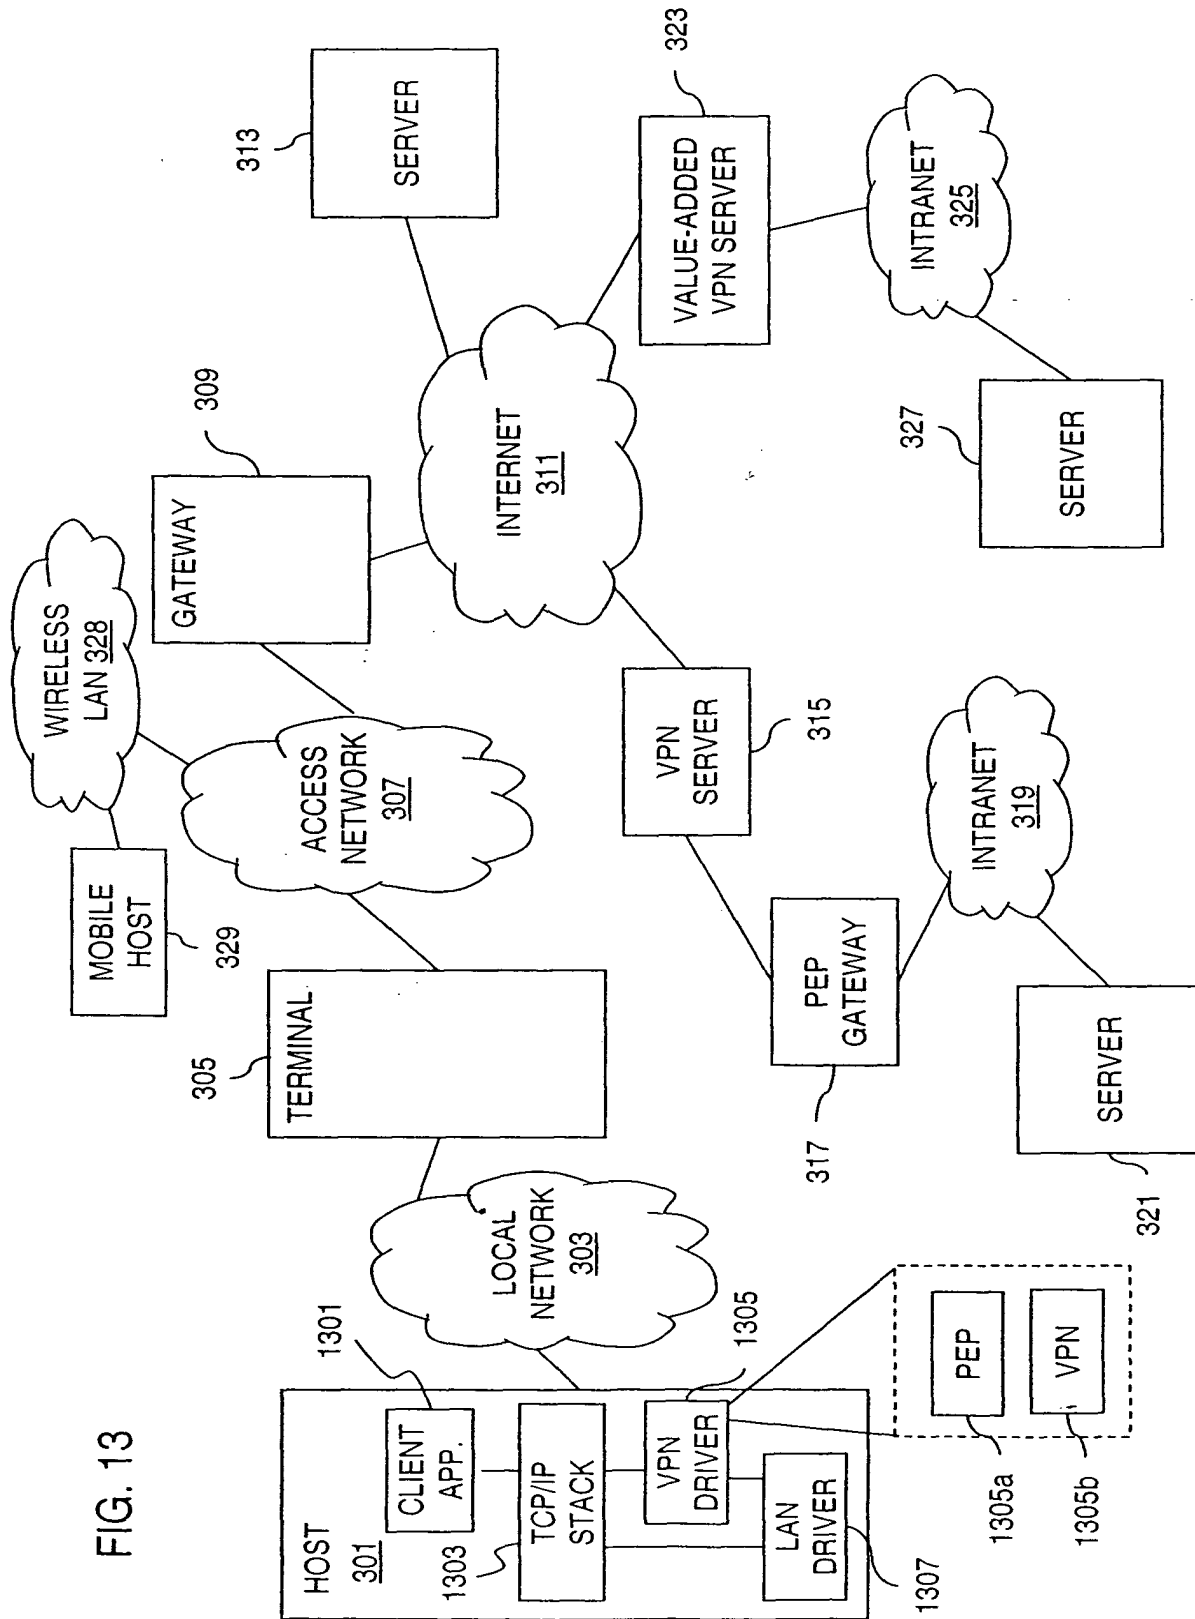 FIG. 13
HOST
301
CLIENT
APP.
1301
TCP/IP
STACK
1303
VPN
DRIVER
1305
LAN
DRIVER
1307
PEP
1305a
VPN
1305b
LOCAL
NETWORK
303
TERMINAL
305
ACCESS
NETWORK
307
MOBILE
HOST
329
WIRELESS
LAN 328
GATEWAY
309
INTERNET
311
SERVER
313
VPN
SERVER
315
PEP
GATEWAY
317
INTRANET
319
SERVER
321
VALUE-ADDED
VPN SERVER
323
INTRANET
325
SERVER
327